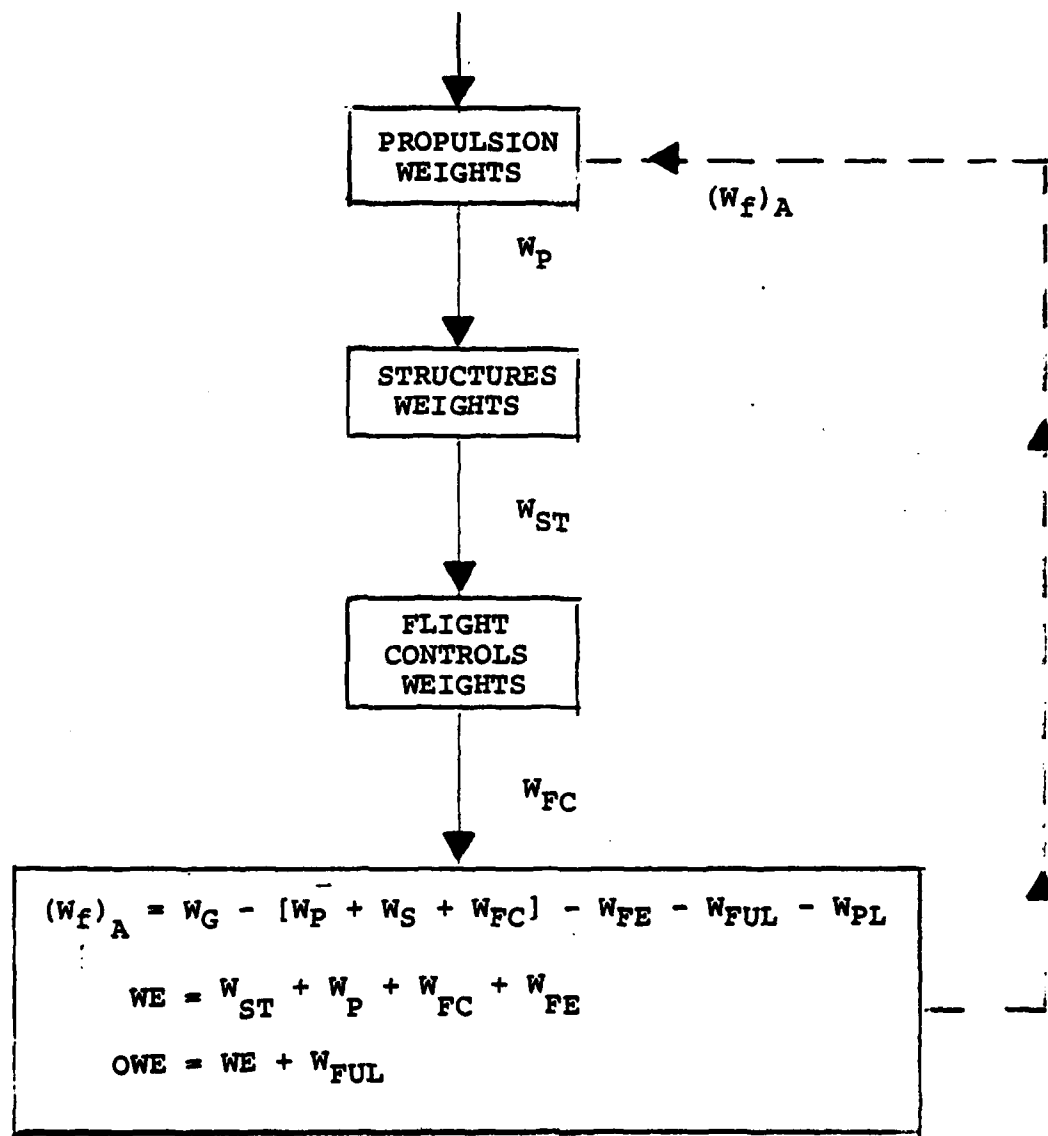 PROPULSION
WEIGHTS
(W_f)_A
W_P
STRUCTURES
WEIGHTS
W_ST
FLIGHT
CONTROLS
WEIGHTS
W_FC
(W_f)_A = W_G - [W_P + W_S + W_FC] - W_FE - W_FUL - W_PL
WE = W_ST + W_P + W_FC + W_FE
OWE = WE + W_FUL